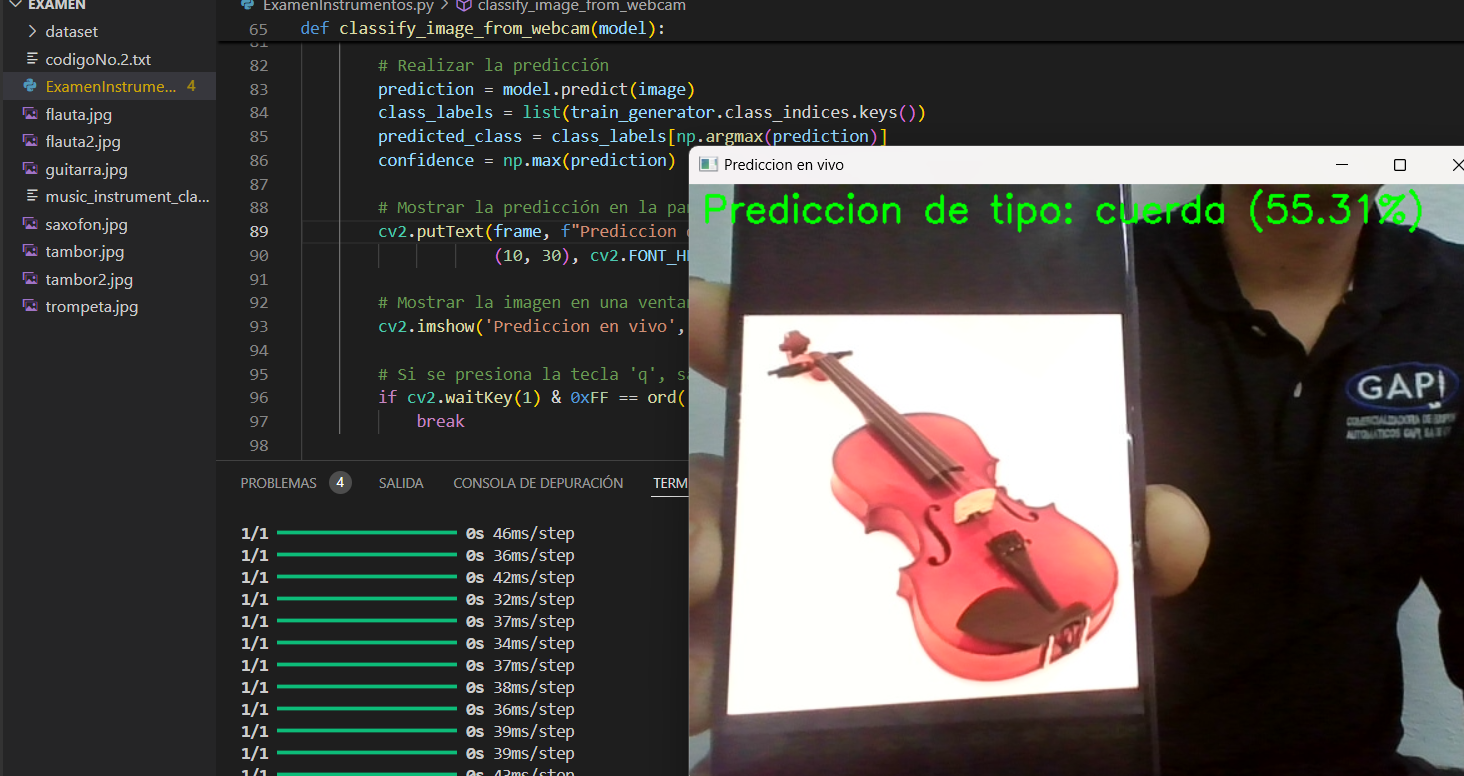 EXAMEN
dataset
codigoNo.2.txt
ExamenInstrume... 4
flauta.jpg
flauta2.jpg
guitarra.jpg
music_instrument_cla...
saxofon.jpg
tambor.jpg
tambor2.jpg
trompeta.jpg
ExamenInstrumentos.py > classify_image_from_webcam
65 def classify_image_from_webcam(model):
81
82 # Realizar la predicción
83 prediction = model.predict(image)
84 class_labels = list(train_generator.class_indices.keys())
85 predicted_class = class_labels[np.argmax(prediction)]
86 confidence = np.max(prediction)
87
88 # Mostrar la predicción en la pan
89 cv2.putText(frame, f"Prediccion d
90 (10, 30), cv2.FONT_HE
91
92 # Mostrar la imagen en una ventan
93 cv2.imshow('Prediccion en vivo',
94
95 # Si se presiona la tecla 'q', sa
96 if cv2.waitKey(1) & 0xFF == ord('
97 break
98
PROBLEMAS 4 SALIDA CONSOLA DE DEPURACIÓN TERM
1/1 0s 46ms/step
1/1 0s 36ms/step
1/1 0s 42ms/step
1/1 0s 32ms/step
1/1 0s 37ms/step
1/1 0s 34ms/step
1/1 0s 37ms/step
1/1 0s 38ms/step
1/1 0s 36ms/step
1/1 0s 39ms/step
1/1 0s 39ms/step
1/1 0s 43ms/step
Prediccion en vivo
Prediccion de tipo: cuerda (55.31%)
GAPI